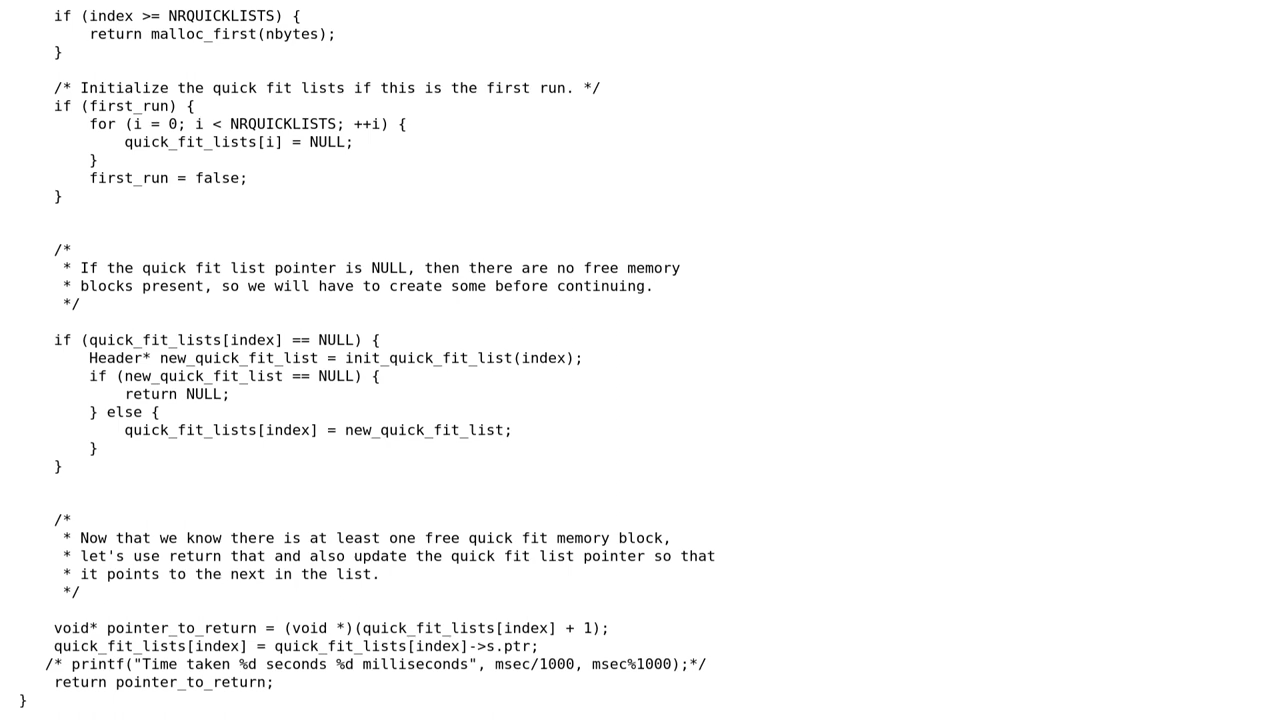 if (index >= NRQUICKLISTS) {
        return malloc_first(nbytes);
    }

    /* Initialize the quick fit lists if this is the first run. */
    if (first_run) {
        for (i = 0; i < NRQUICKLISTS; ++i) {
            quick_fit_lists[i] = NULL;
        }
        first_run = false;
    }


    /*
     * If the quick fit list pointer is NULL, then there are no free memory
     * blocks present, so we will have to create some before continuing.
     */

    if (quick_fit_lists[index] == NULL) {
        Header* new_quick_fit_list = init_quick_fit_list(index);
        if (new_quick_fit_list == NULL) {
            return NULL;
        } else {
            quick_fit_lists[index] = new_quick_fit_list;
        }
    }


    /*
     * Now that we know there is at least one free quick fit memory block,
     * let's use return that and also update the quick fit list pointer so that
     * it points to the next in the list.
     */

    void* pointer_to_return = (void *)(quick_fit_lists[index] + 1);
    quick_fit_lists[index] = quick_fit_lists[index]->s.ptr;
   /* printf("Time taken %d seconds %d milliseconds", msec/1000, msec%1000);*/
    return pointer_to_return;
}